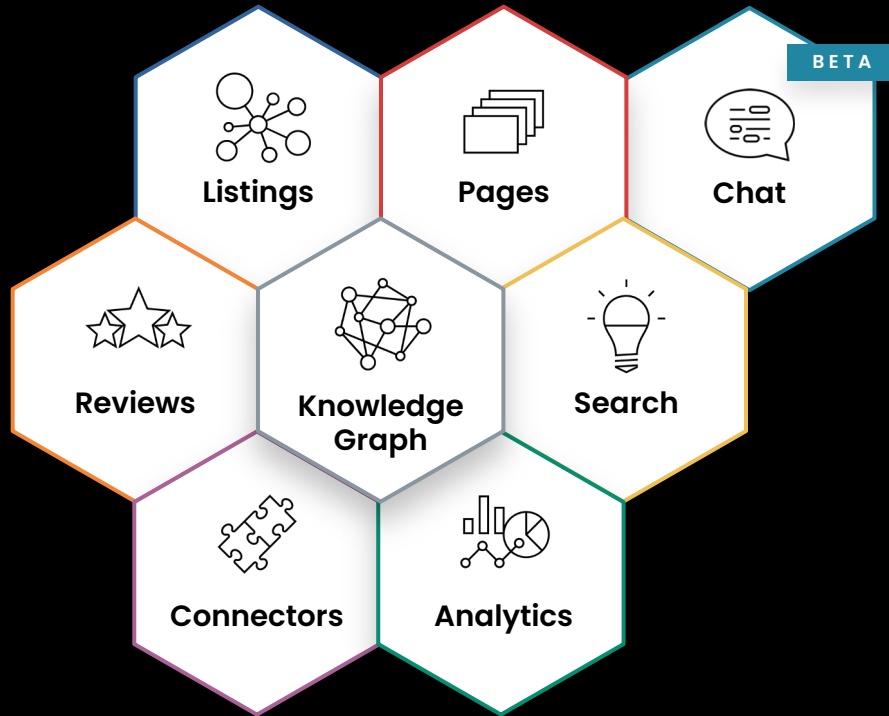 BETA
Listings
Pages
Chat
Reviews
Knowledge
Graph
Search
Connectors
Analytics